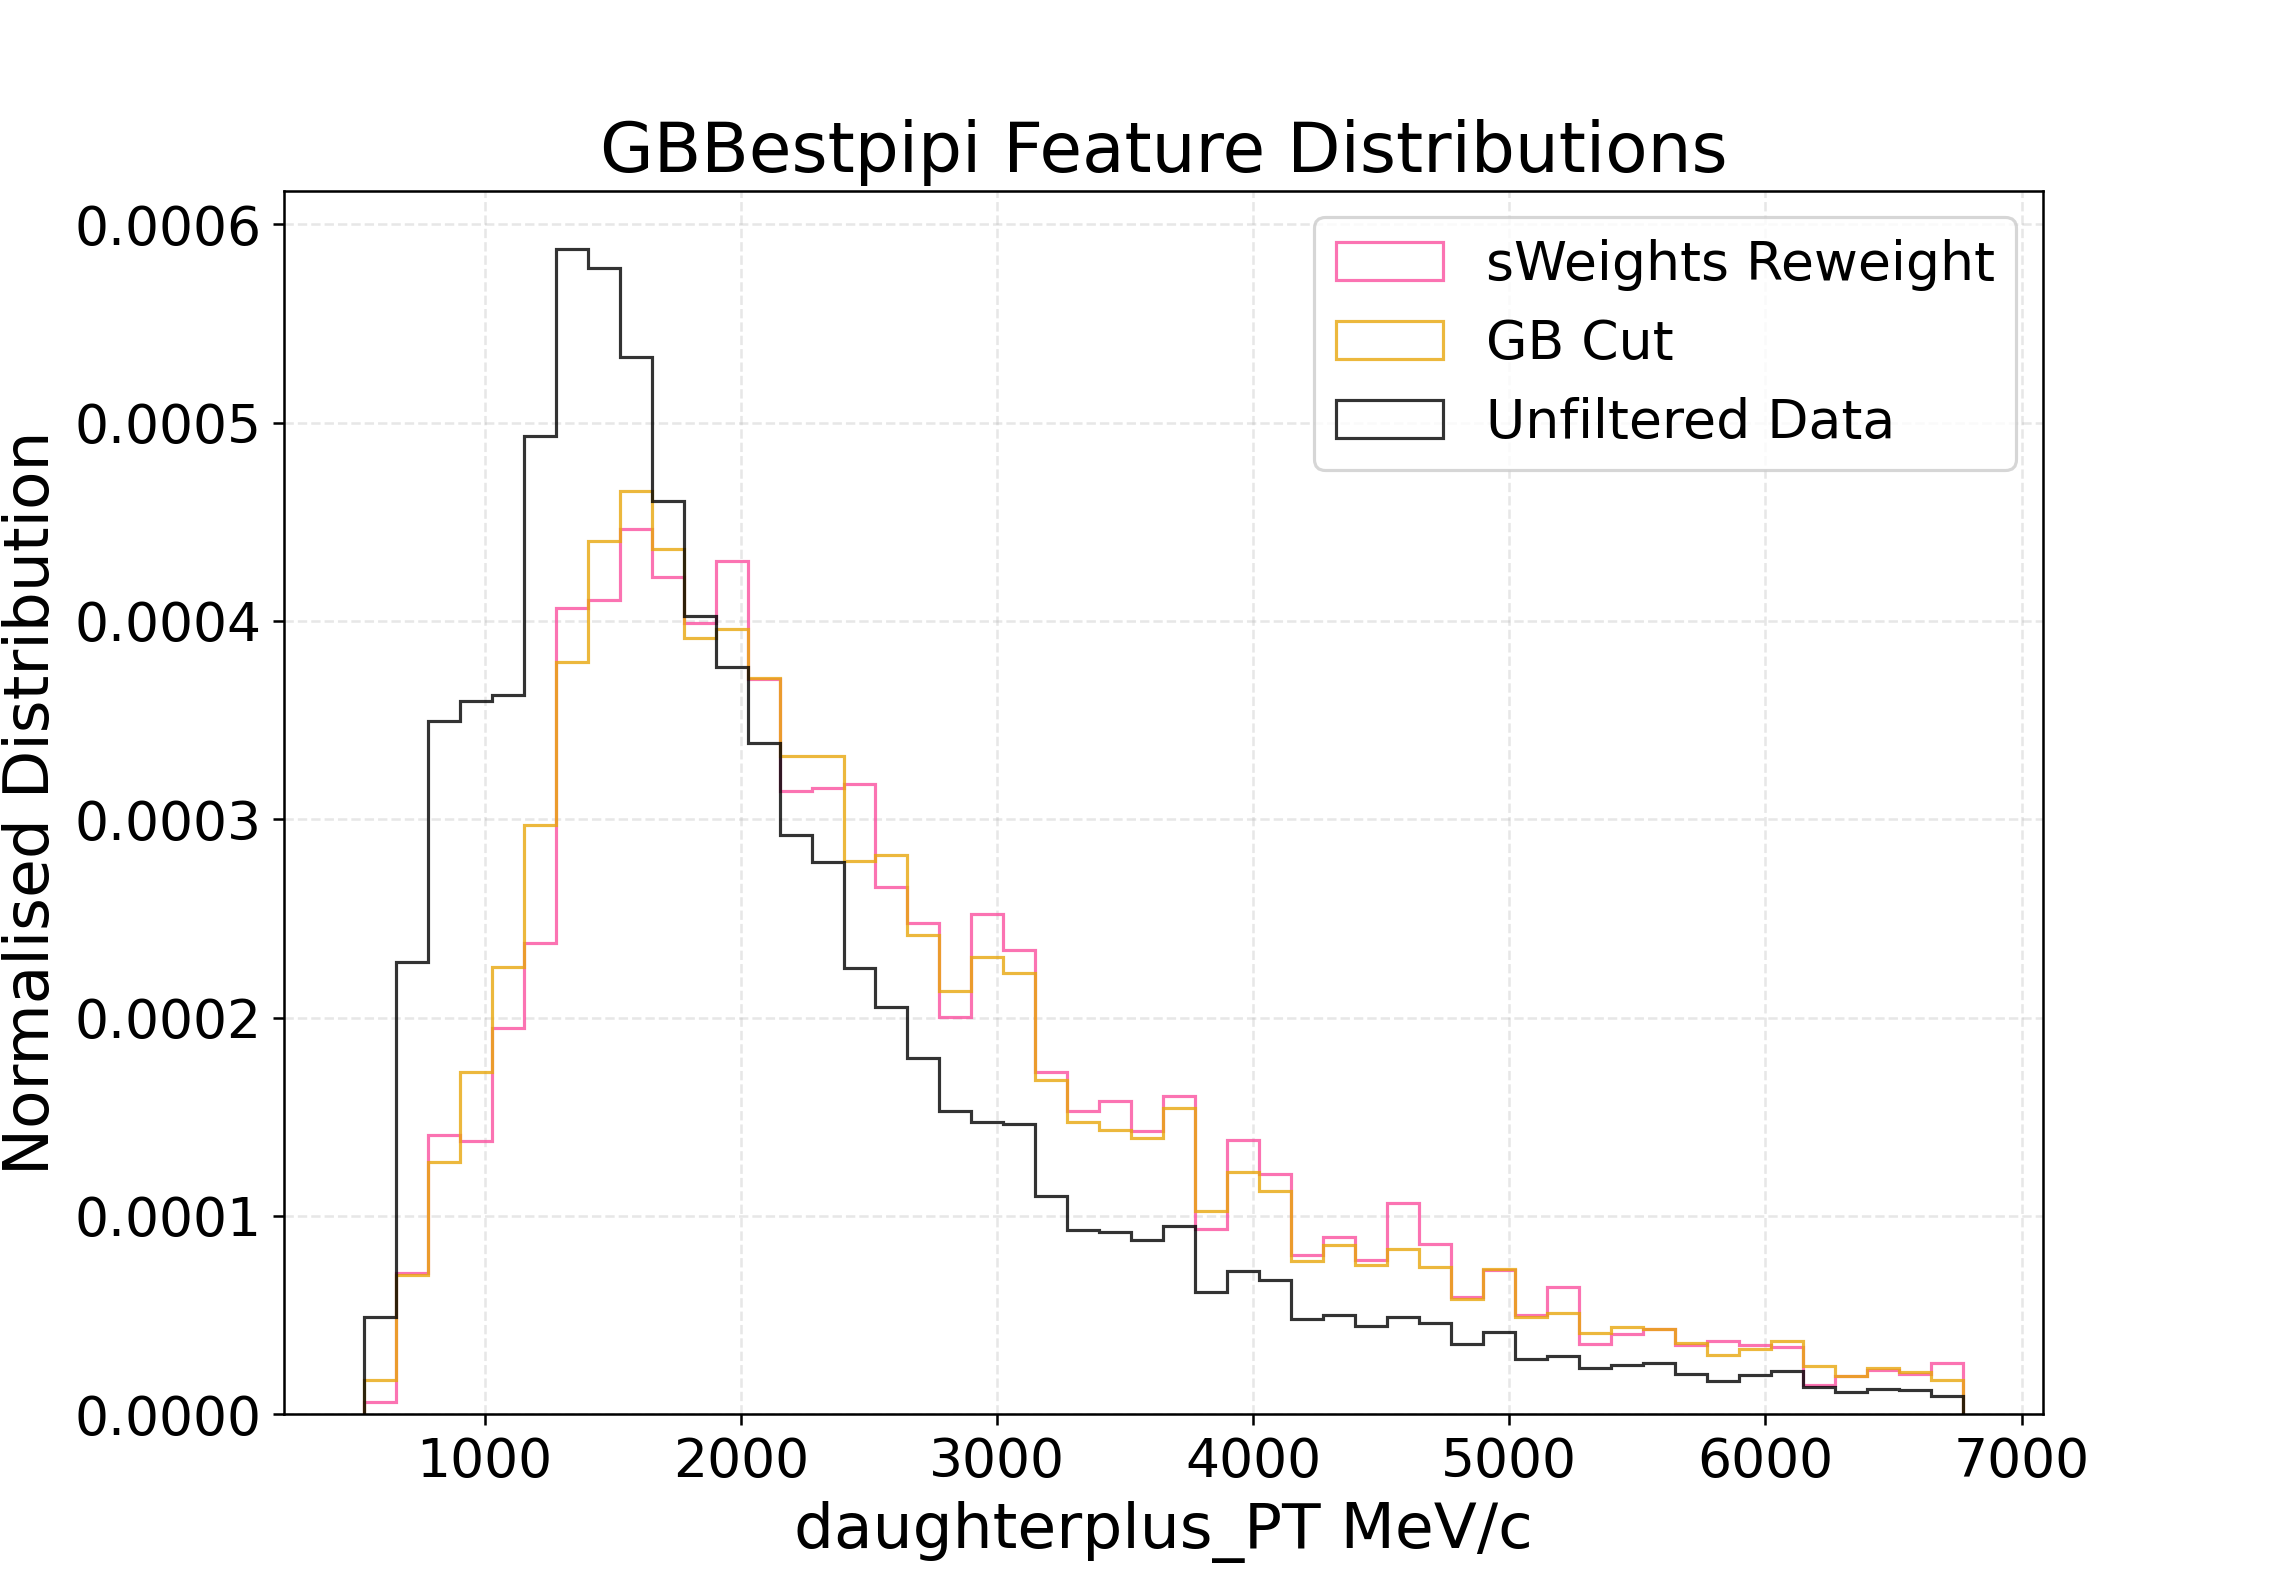 GBBestpipi Feature Distributions
sWeights Reweight
GB Cut
Unfiltered Data
Normalised Distribution
0.0006
0.0005
0.0004
0.0003
0.0002
0.0001
0.0000
1000 2000 3000 4000 5000 6000 7000
daughterplus_PT MeV/c